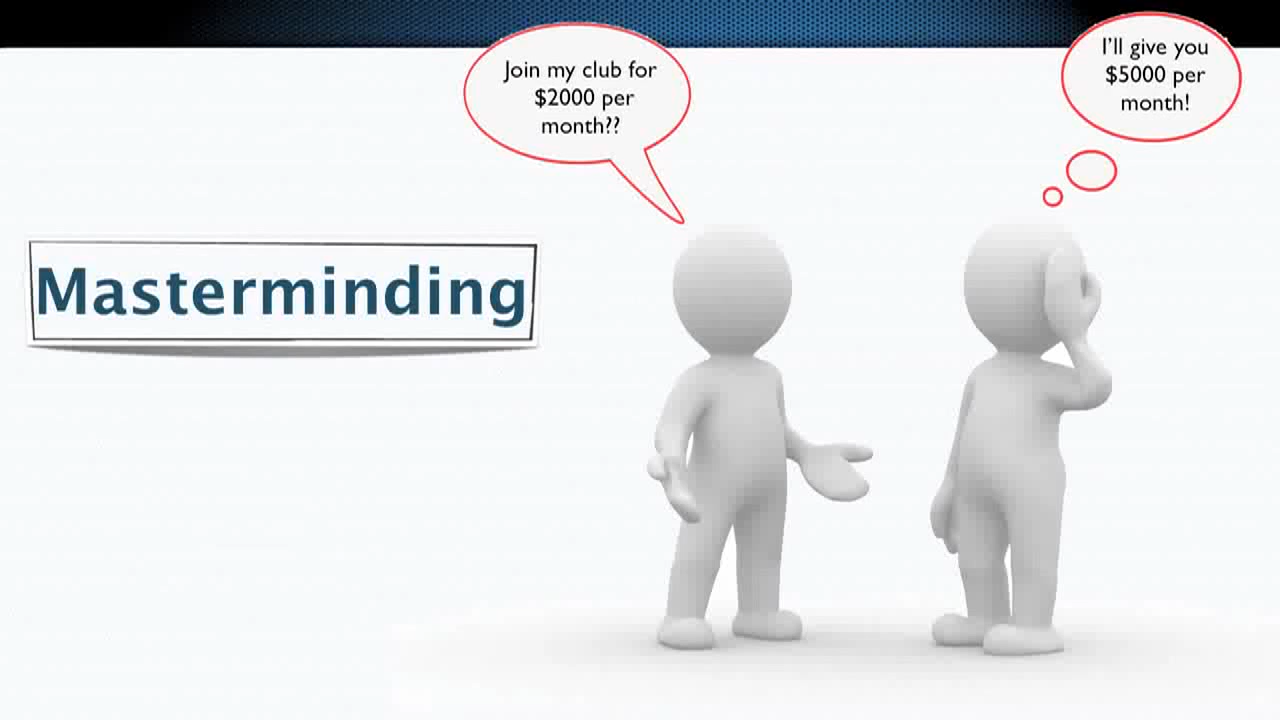 Join my club for
$2000 per
month??
I'll give you
$5000 per
month!
Masterminding